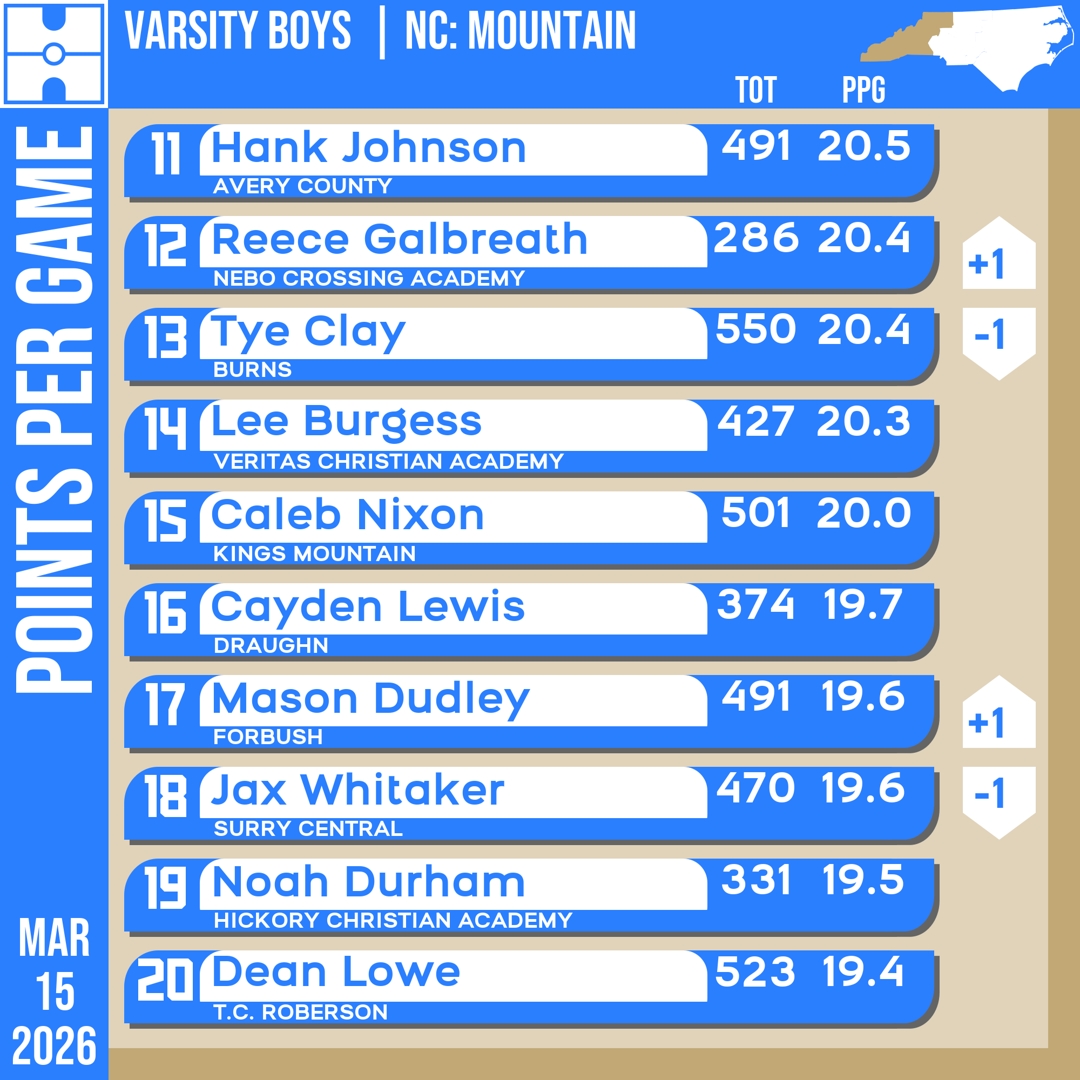 VARSITY BOYS | NC: MOUNTAIN
TOT PPG
POINTS PER GAME
11 Hank Johnson 491 20.5
AVERY COUNTY
12 Reece Galbreath 286 20.4 +1
NEBO CROSSING ACADEMY
13 Tye Clay 550 20.4 -1
BURNS
14 Lee Burgess 427 20.3
VERITAS CHRISTIAN ACADEMY
15 Caleb Nixon 501 20.0
KINGS MOUNTAIN
16 Cayden Lewis 374 19.7
DRAUGHN
17 Mason Dudley 491 19.6 +1
FORBUSH
18 Jax Whitaker 470 19.6 -1
SURRY CENTRAL
19 Noah Durham 331 19.5
HICKORY CHRISTIAN ACADEMY
20 Dean Lowe 523 19.4
T.C. ROBERSON
MAR
15
2026